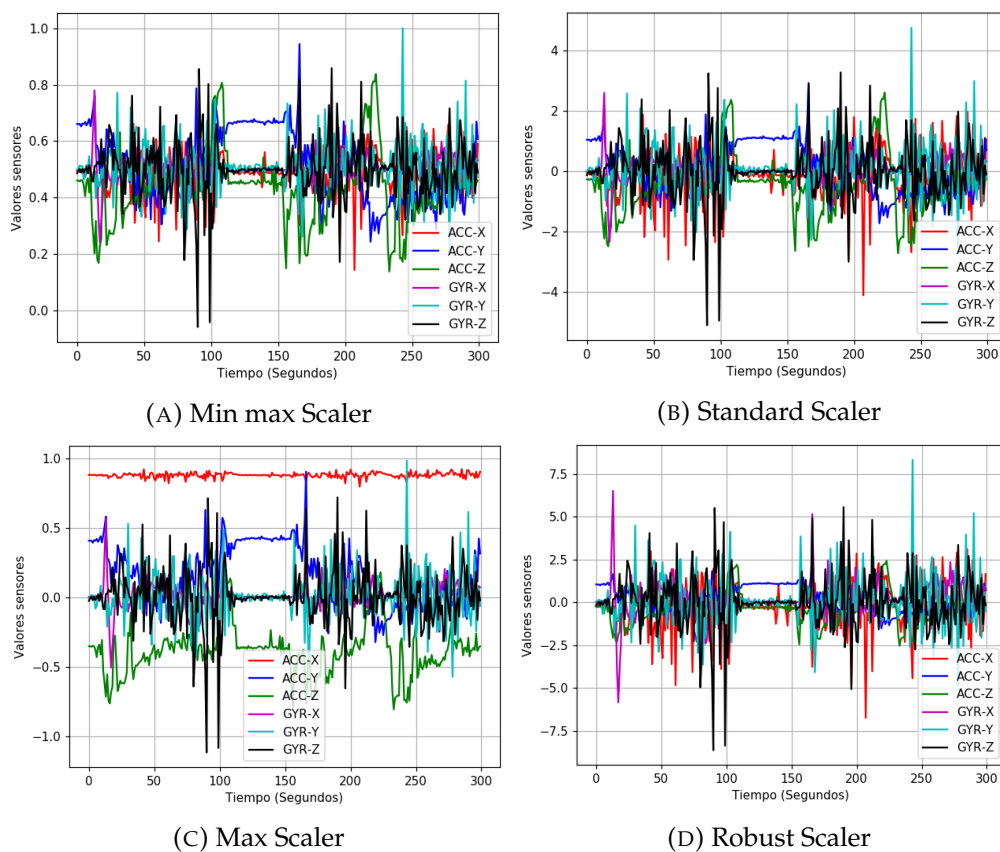 Valores sensores
1.0
0.8
0.6
0.4
0.2
0.0
ACC-X
ACC-Y
ACC-Z
GYR-X
GYR-Y
GYR-Z
0 50 100 150 200 250 300
Tiempo (Segundos)
(A) Min max Scaler
Valores sensores
4
2
0
−2
−4
ACC-X
ACC-Y
ACC-Z
GYR-X
GYR-Y
GYR-Z
0 50 100 150 200 250 300
Tiempo (Segundos)
(B) Standard Scaler
Valores sensores
1.0
0.5
0.0
−0.5
−1.0
ACC-X
ACC-Y
ACC-Z
GYR-X
GYR-Y
GYR-Z
0 50 100 150 200 250 300
Tiempo (Segundos)
(C) Max Scaler
Valores sensores
7.5
5.0
2.5
0.0
−2.5
−5.0
−7.5
ACC-X
ACC-Y
ACC-Z
GYR-X
GYR-Y
GYR-Z
0 50 100 150 200 250 300
Tiempo (Segundos)
(D) Robust Scaler